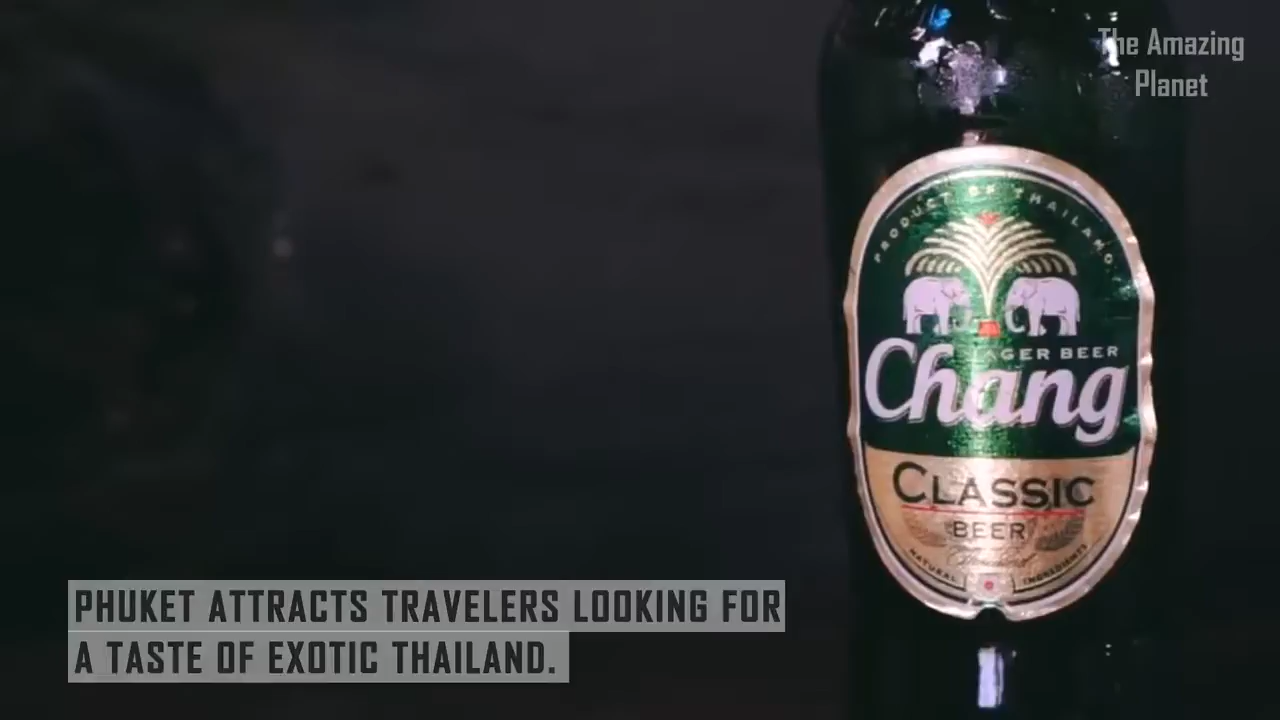 The Amazing
Planet
PRODUCT OF THAILAND
LAGER BEER
Chang
CLASSIC
BEER
NATURAL INGREDIENTS
PHUKET ATTRACTS TRAVELERS LOOKING FOR
A TASTE OF EXOTIC THAILAND.